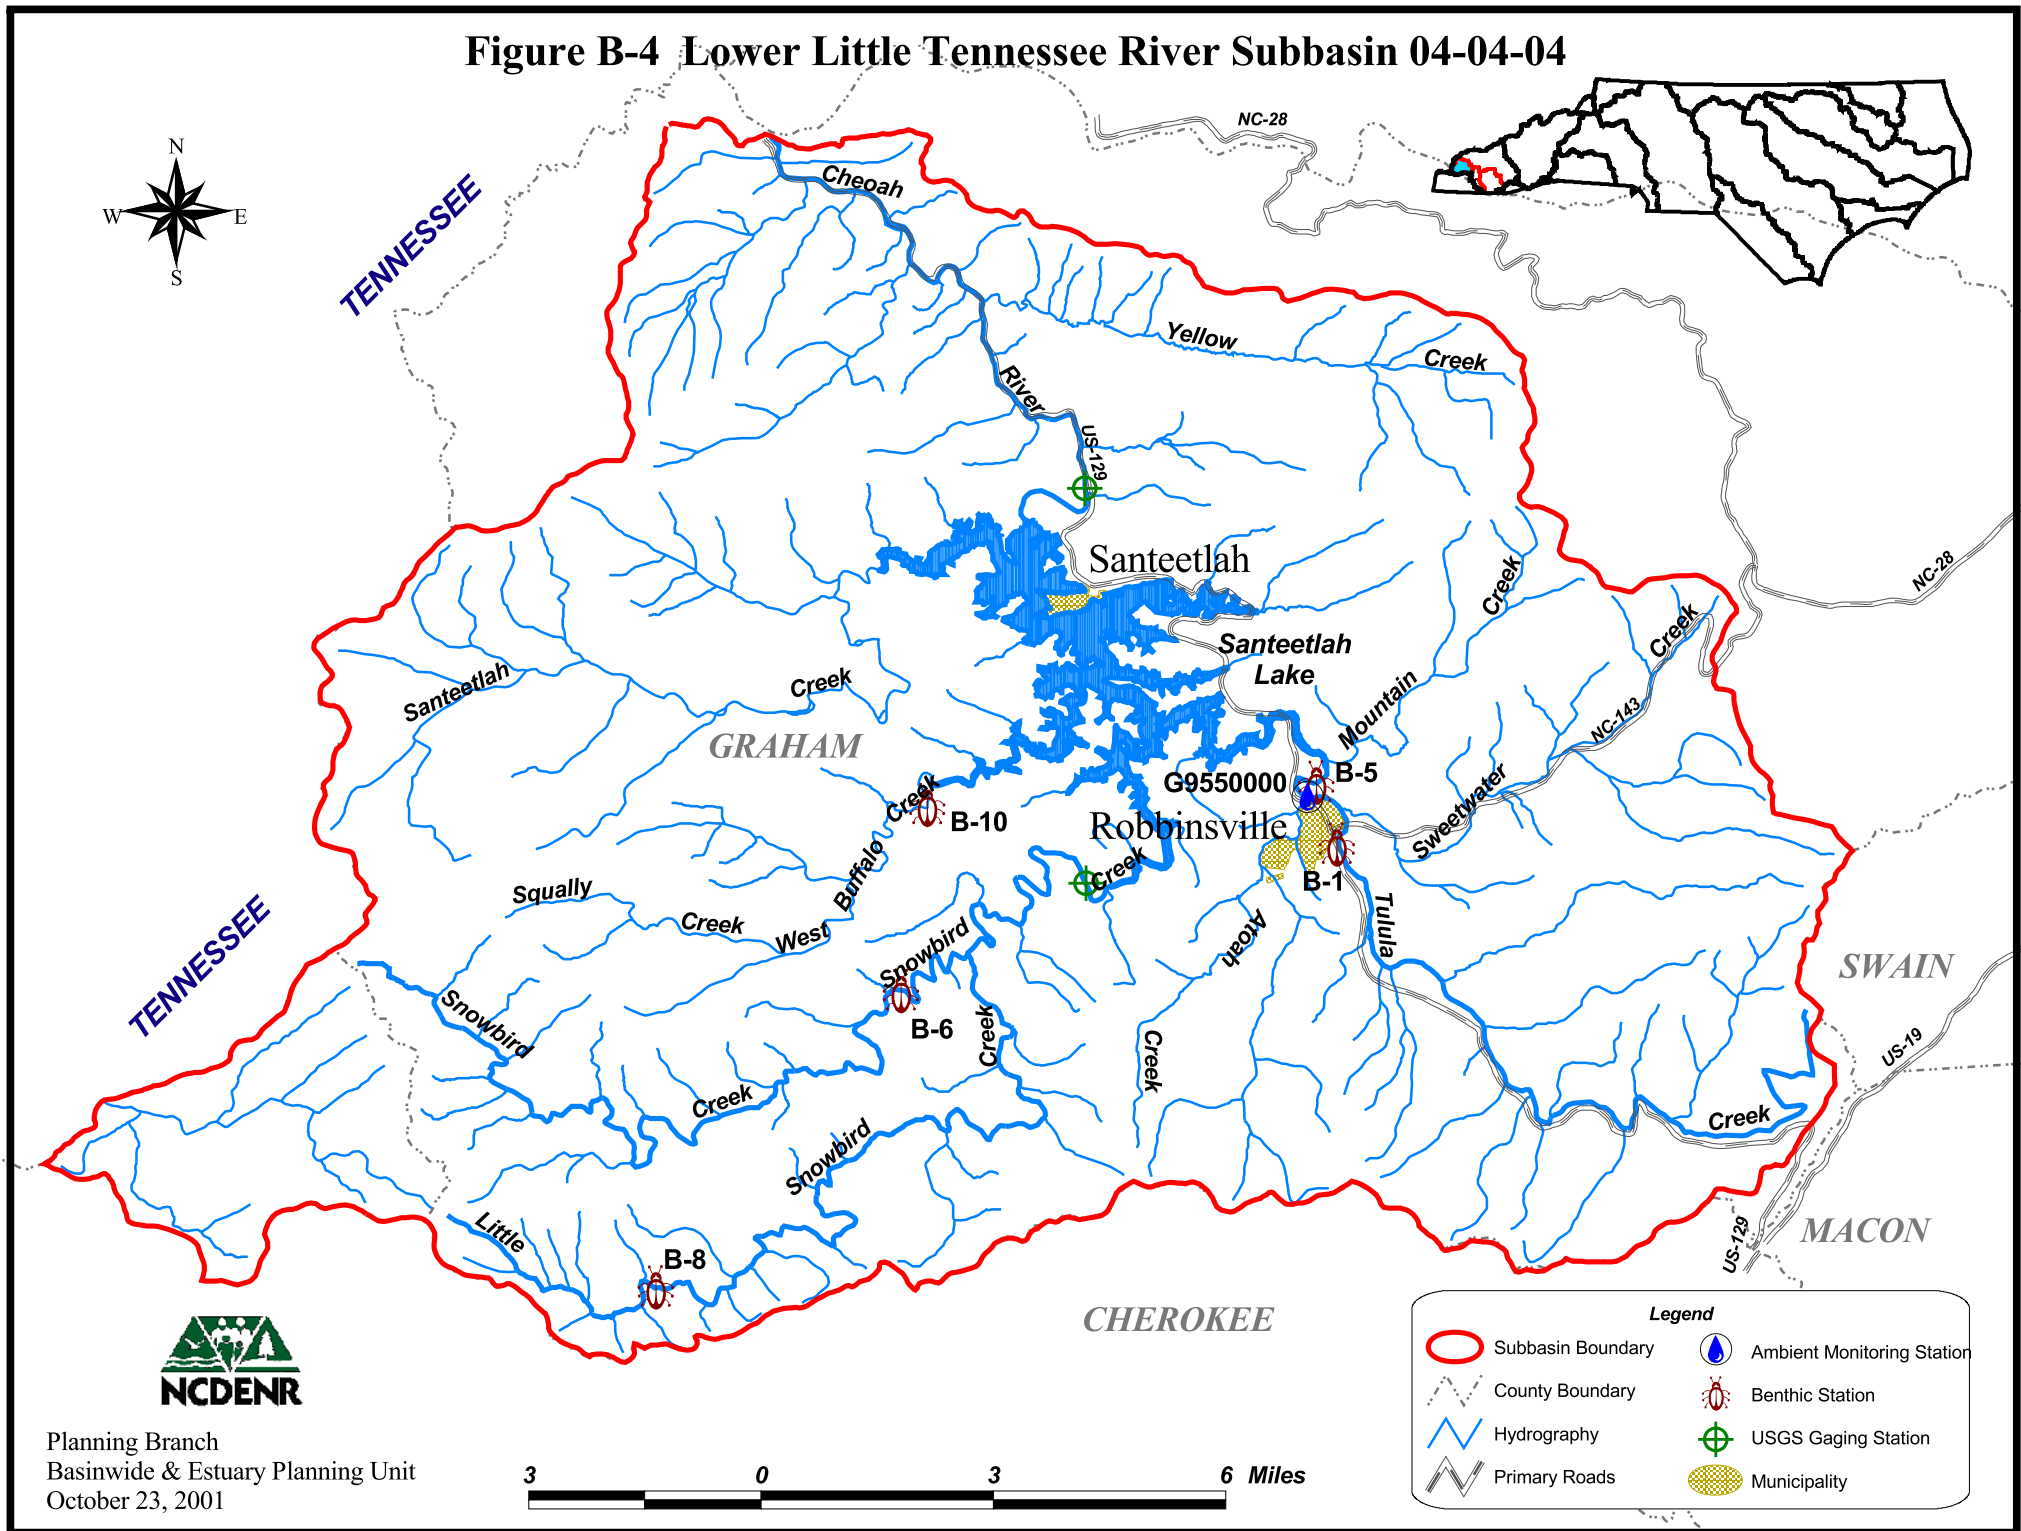 Figure B-4 Lower Little Tennessee River Subbasin 04-04-04
NC-28
N
W
E
S
TENNESSEE
Cheoah
River
US-129
Yellow
Creek
Santeetlah
Creek
Mountain
Santeetlah
Lake
Creek
NC-143
NC-28
Santeetlah
Creek
GRAHAM
G9550000
B-5
Sweetwater
Robbinsville
B-1
Creek
B-10
Buffalo
West
Squally
Creek
Creek
Snowbird
B-6
Atoah
Creek
Tulula
Creek
TENNESSEE
Snowbird
Creek
Creek
Snowbird
Little
B-8
SWAIN
US-19
MACON
US-129
CHEROKEE
NCDENR
Planning Branch
Basinwide & Estuary Planning Unit
October 23, 2001
3 0 3 6 Miles
Legend
Subbasin Boundary
County Boundary
Hydrography
Primary Roads
Ambient Monitoring Station
Benthic Station
USGS Gaging Station
Municipality